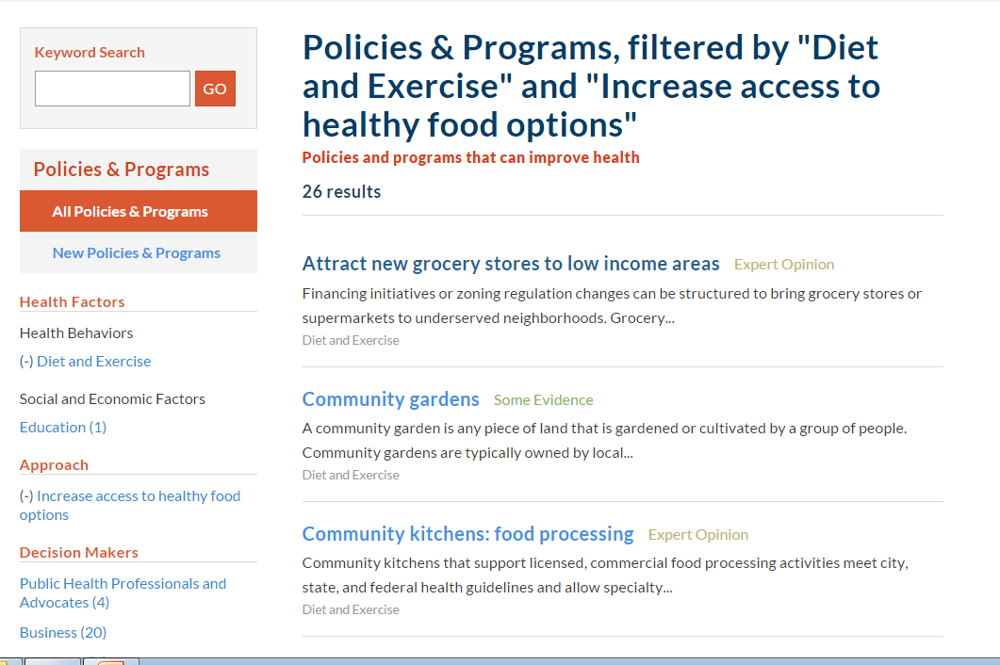 Keyword Search
GO
Policies & Programs
All Policies & Programs
New Policies & Programs
Health Factors
Health Behaviors
(-) Diet and Exercise
Social and Economic Factors
Education (1)
Approach
(-) Increase access to healthy food
options
Decision Makers
Public Health Professionals and
Advocates (4)
Business (20)
Policies & Programs, filtered by "Diet
and Exercise" and "Increase access to
healthy food options"
Policies and programs that can improve health
26 results
Attract new grocery stores to low income areas Expert Opinion
Financing initiatives or zoning regulation changes can be structured to bring grocery stores or
supermarkets to underserved neighborhoods. Grocery...
Diet and Exercise
Community gardens Some Evidence
A community garden is any piece of land that is gardened or cultivated by a group of people.
Community gardens are typically owned by local...
Diet and Exercise
Community kitchens: food processing Expert Opinion
Community kitchens that support licensed, commercial food processing activities meet city,
state, and federal health guidelines and allow specialty...
Diet and Exercise